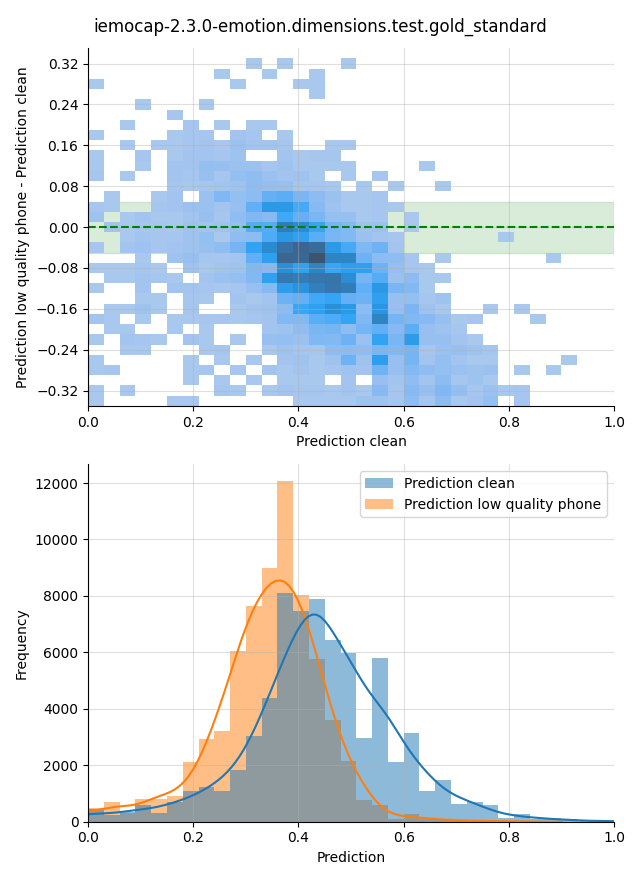 iemocap-2.3.0-emotion.dimensions.test.gold_standard
Prediction low quality phone - Prediction clean
0.32
0.24
0.16
0.08
0.00
−0.08
−0.16
−0.24
−0.32
0.0 0.2 0.4 0.6 0.8 1.0
Prediction clean
Frequency
12000
10000
8000
6000
4000
2000
0
Prediction clean
Prediction low quality phone
0.0 0.2 0.4 0.6 0.8 1.0
Prediction